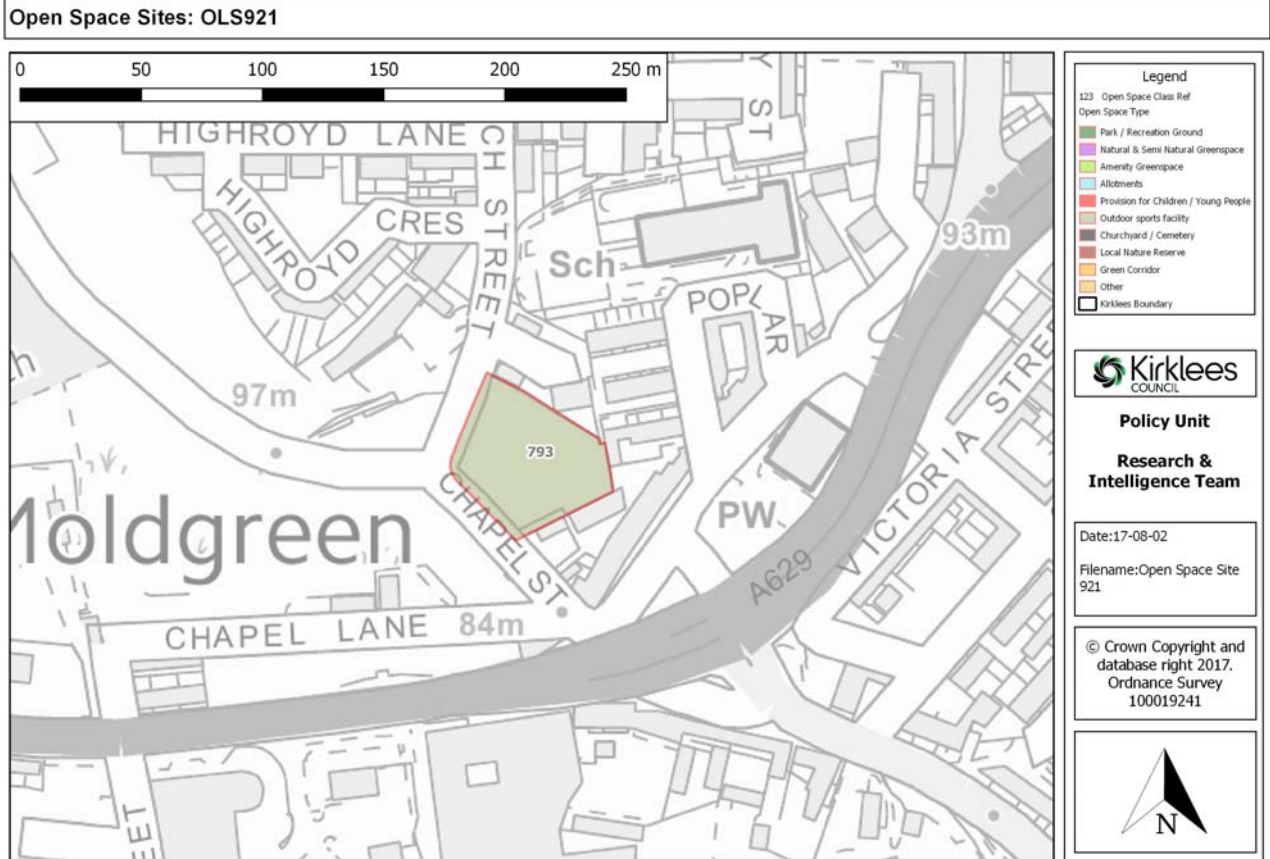 Open Space Sites: OLS921
0 50 100 150 200 250 m
HIGHROYD LANE
CH STREET
Y ST
HIGHROYD CRES
Sch
93m
POPLAR
97m
793
VICTORIA STREE
CHAPEL ST
PW
Moldgreen
A629
CHAPEL LANE 84m
EET
Legend
123 Open Space Class Ref
Open Space Type
Park / Recreation Ground
Natural & Semi Natural Greenspace
Amenity Greenspace
Allotments
Provision for Children / Young People
Outdoor sports facility
Churchyard / Cemetery
Local Nature Reserve
Green Corridor
Other
Kirklees Boundary
Kirklees
COUNCIL
Policy Unit
Research &
Intelligence Team
Date:17-08-02
Filename:Open Space Site
921
© Crown Copyright and
database right 2017.
Ordnance Survey
100019241
N